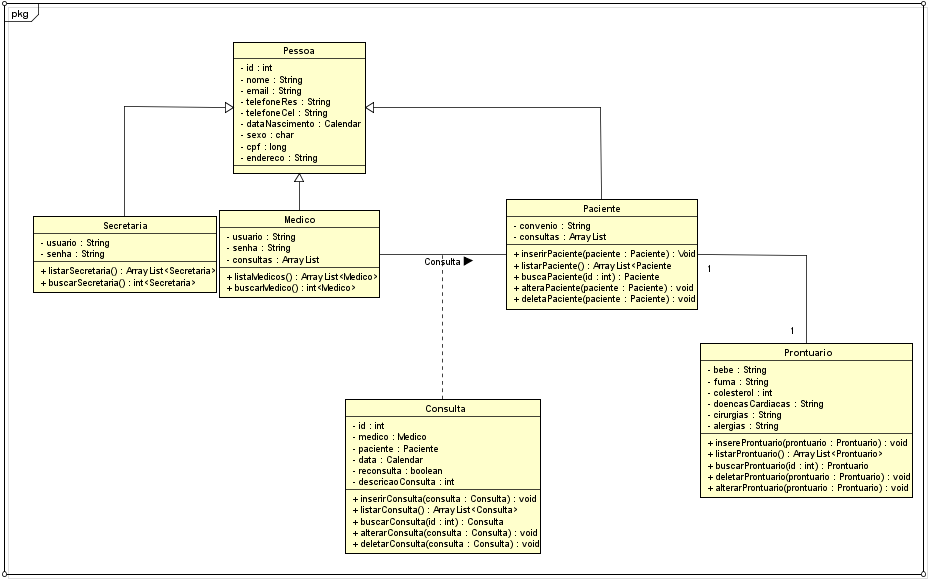 pkg
Pessoa
- id : int
- nome : String
- email : String
- telefoneRes : String
- telefoneCel : String
- dataNascimento : Calendar
- sexo : char
- cpf : long
- endereco : String
Secretaria
- usuario : String
- senha : String
+ listarSecretaria() : ArrayList<Secretaria>
+ buscarSecretaria() : int<Secretaria>
Medico
- usuario : String
- senha : String
- consultas : ArrayList
+ listaMedicos() : ArrayList<Medico>
+ buscarMedico() : int<Medico>
Consulta
Paciente
- convenio : String
- consultas : ArrayList
+ inserirPaciente(paciente : Paciente) : Void
+ listarPaciente() : ArrayList<Paciente
+ buscaPaciente(id : int) : Paciente
+ alteraPaciente(paciente : Paciente) : void
+ deletaPaciente(paciente : Paciente) : void
1
1
Prontuario
- bebe : String
- fuma : String
- colesterol : int
- doencasCardiacas : String
- cirurgias : String
- alergias : String
+ insereProntuario(prontuario : Prontuario) : void
+ listarProntuario() : ArrayList<Prontuario>
+ buscarProntuario(id : int) : Prontuario
+ deletarProntuario(prontuario : Prontuario) : void
+ alterarProntuario(prontuario : Prontuario) : void
Consulta
- id : int
- medico : Medico
- paciente : Paciente
- data : Calendar
- reconsulta : boolean
- descricaoConsulta : int
+ inserirConsulta(consulta : Consulta) : void
+ listarConsulta() : ArrayList<Consulta>
+ buscarConsulta(id : int) : Consulta
+ alterarConsulta(consulta : Consulta) : void
+ deletarConsulta(consulta : Consulta) : void